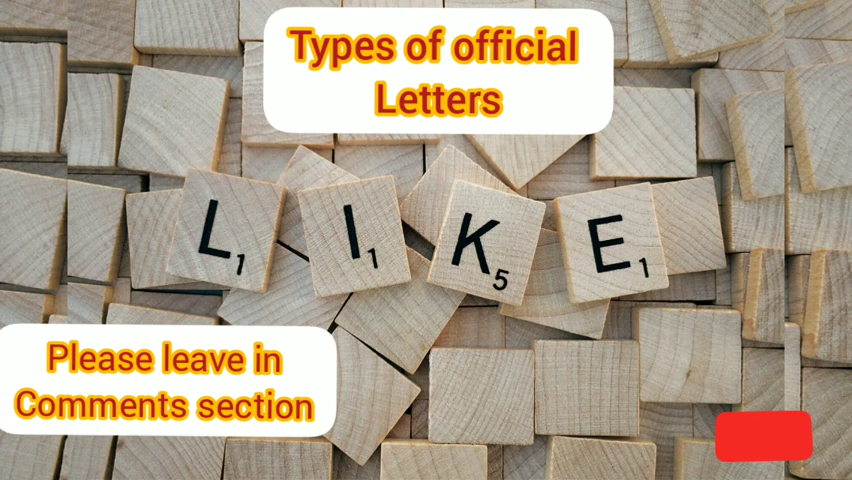 Types of official
Letters
L1 I1 K5 E1
Please leave in
Comments section